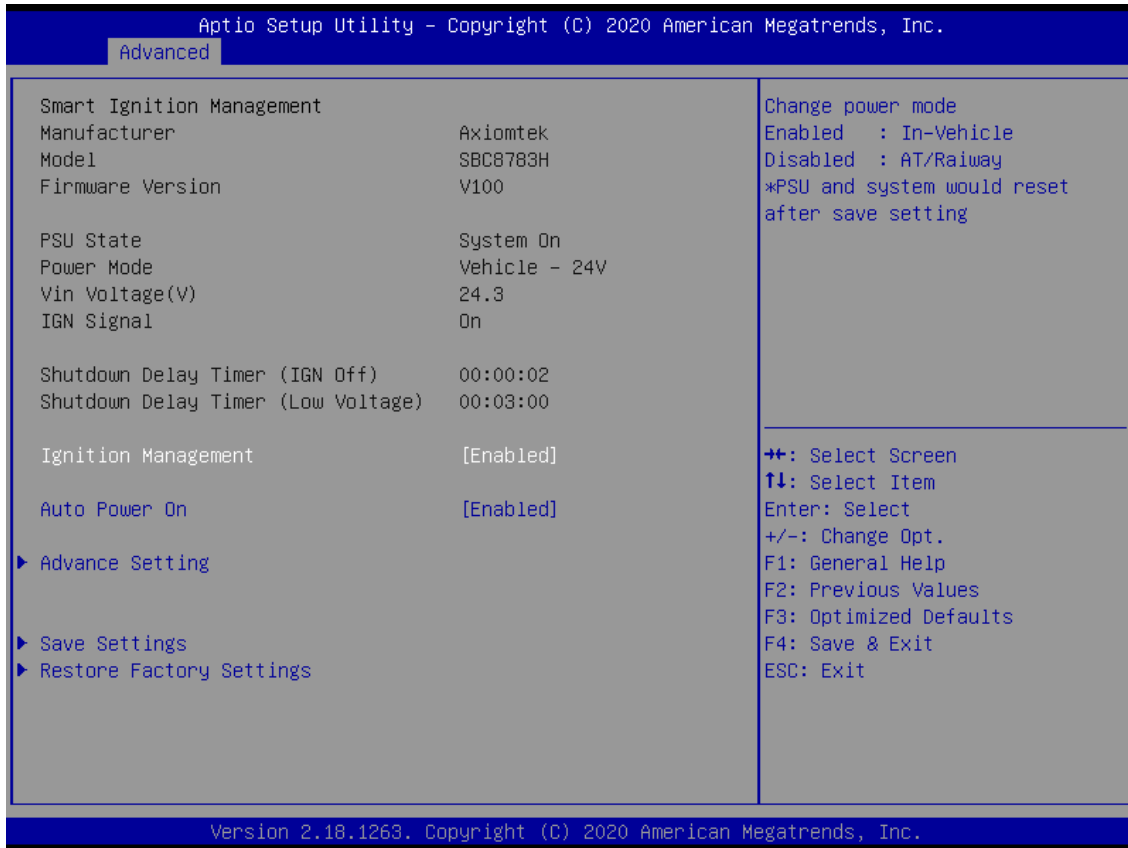 Aptio Setup Utility – Copyright (C) 2020 American Megatrends, Inc.
Advanced
Smart Ignition Management
Manufacturer Axiomtek
Model SBC8783H
Firmware Version V100
PSU State System On
Power Mode Vehicle – 24V
Vin Voltage(V) 24.3
IGN Signal On
Shutdown Delay Timer (IGN Off) 00:00:02
Shutdown Delay Timer (Low Voltage) 00:03:00
Ignition Management [Enabled]
Auto Power On [Enabled]
▶ Advance Setting
▶ Save Settings
▶ Restore Factory Settings
Change power mode
Enabled : In-Vehicle
Disabled : AT/Raiway
*PSU and system would reset
after save setting
→←: Select Screen
↑↓: Select Item
Enter: Select
+/-: Change Opt.
F1: General Help
F2: Previous Values
F3: Optimized Defaults
F4: Save & Exit
ESC: Exit
Version 2.18.1263. Copyright (C) 2020 American Megatrends, Inc.